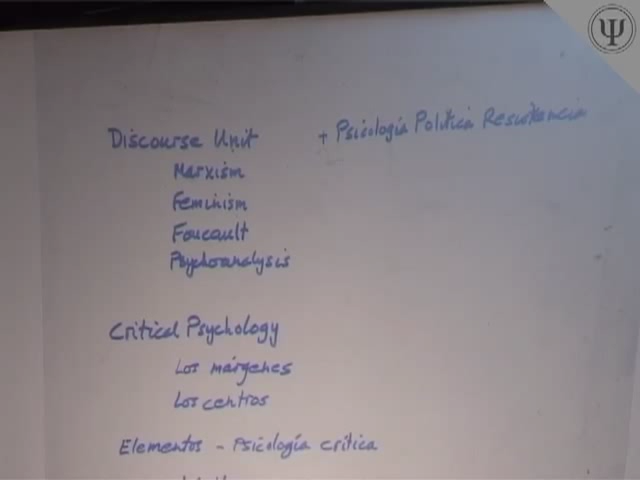 Discourse Unit + Psicología Política Resistencia
Marxism
Feminism
Foucault
Psychoanalysis
Critical Psychology
Los márgenes
Los centros
Elementos - Psicología crítica